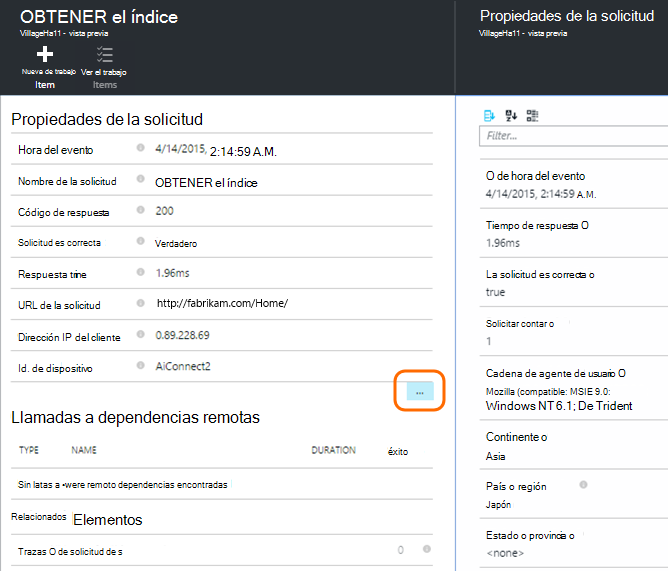 OBTENER el índice
VillageHa11 - vista previa
Nueva de trabajo
Item
Ver el trabajo
Items
Propiedades de la solicitud
Hora del evento 4/14/2015, 2:14:59 A.M.
Nombre de la solicitud OBTENER el índice
Código de respuesta 200
Solicitud es correcta Verdadero
Respuesta trine 1.96ms
URL de la solicitud http://fabrikam.com/Home/
Dirección IP del cliente 0.89.228.69
Id. de dispositivo AiConnect2
...
Llamadas a dependencias remotas
TYPE NAME DURATION éxito
Sin latas a •were remoto dependencias encontradas
Relacionados Elementos
Trazas O de solicitud de s 0
Propiedades de la solicitud
VillageHa11 - vista previa
Filter...
O de hora del evento
4/14/2015, 2:14:59 A.M.
Tiempo de respuesta O
1.96ms
La solicitud es correcta o
true
Solicitar contar o
1
Cadena de agente de usuario O
Mozilla (compatible: MSIE 9.0:
Windows NT 6.1; De Trident
Continente o
Asia
País o región
Japón
Estado o provincia o
<none>